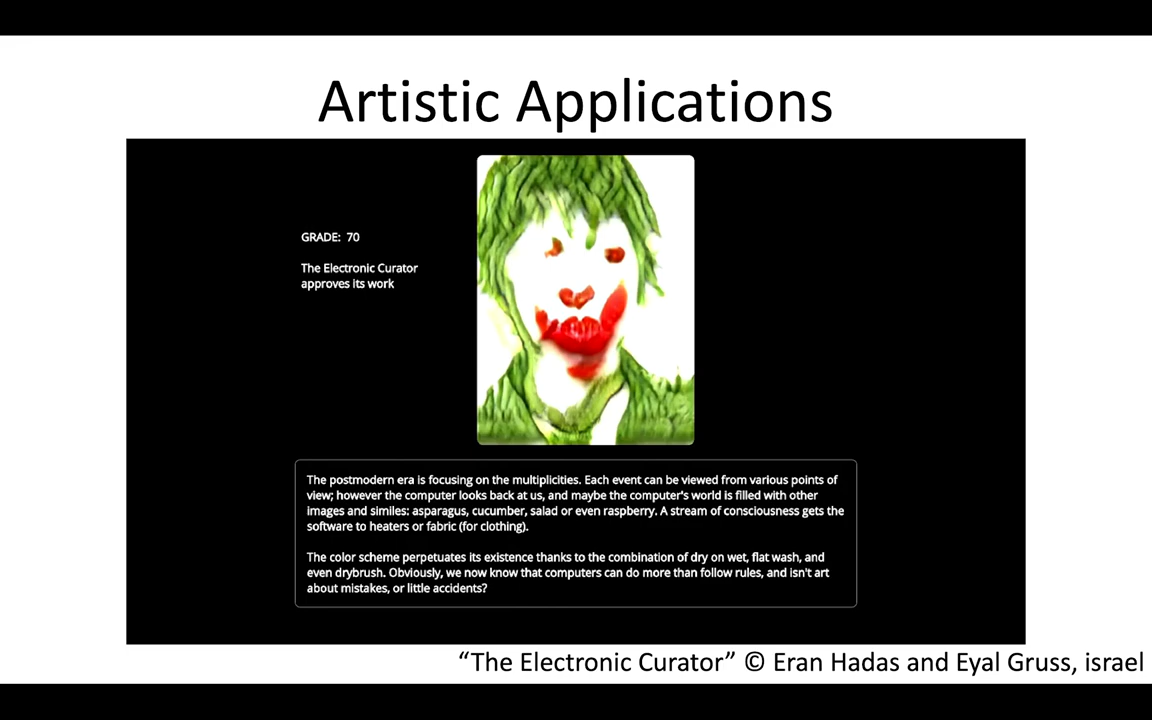 Artistic Applications
GRADE: 70
The Electronic Curator
approves its work
The postmodern era is focusing on the multiplicities. Each event can be viewed from various points of
view; however the computer looks back at us, and maybe the computer's world is filled with other
images and similes: asparagus, cucumber, salad or even raspberry. A stream of consciousness gets the
software to heaters or fabric (for clothing).
The color scheme perpetuates its existence thanks to the combination of dry on wet, flat wash, and
even drybrush. Obviously, we now know that computers can do more than follow rules, and isn't art
about mistakes, or little accidents?
“The Electronic Curator” © Eran Hadas and Eyal Gruss, israel